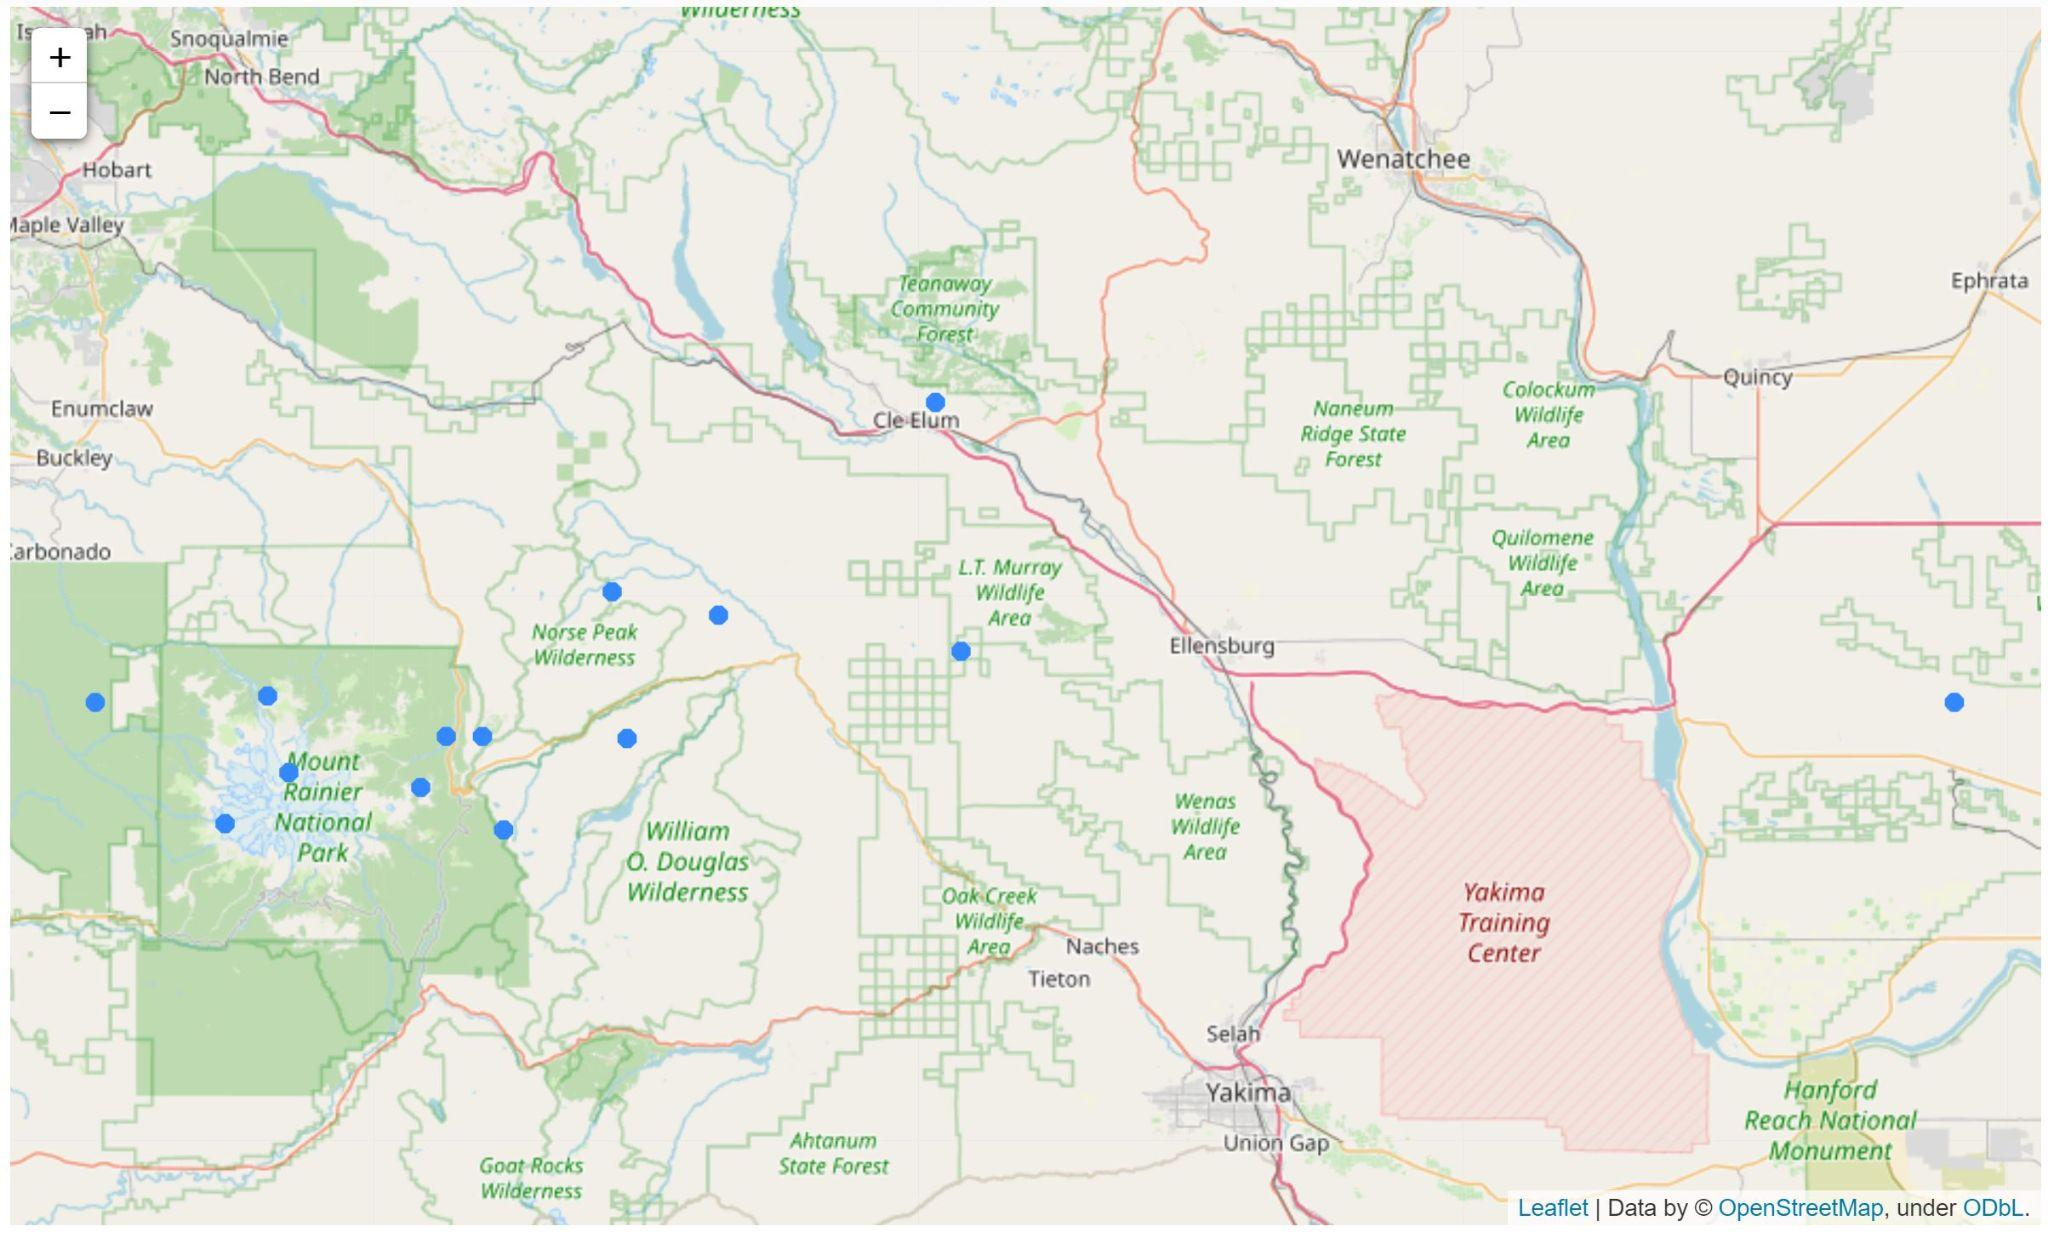 Wilderness
Snoqualmie
North Bend
+
−
Hobart
Maple Valley
Wenatchee
Ephrata
Teanaway
Community
Forest
Quincy
Colockum
Wildlife
Area
Enumclaw
Cle Elum
Naneum
Ridge State
Forest
Buckley
Carbonado
Quilomene
Wildlife
Area
L.T. Murray
Wildlife
Area
Norse Peak
Wilderness
Ellensburg
Mount
Rainier
National
Park
Wenas
Wildlife
Area
William
O. Douglas
Wilderness
Yakima
Training
Center
Oak Creek
Wildlife
Area
Naches
Tieton
Selah
Yakima
Union Gap
Hanford
Reach National
Monument
Ahtanum
State Forest
Goat Rocks
Wilderness
Leaflet | Data by © OpenStreetMap, under ODbL.